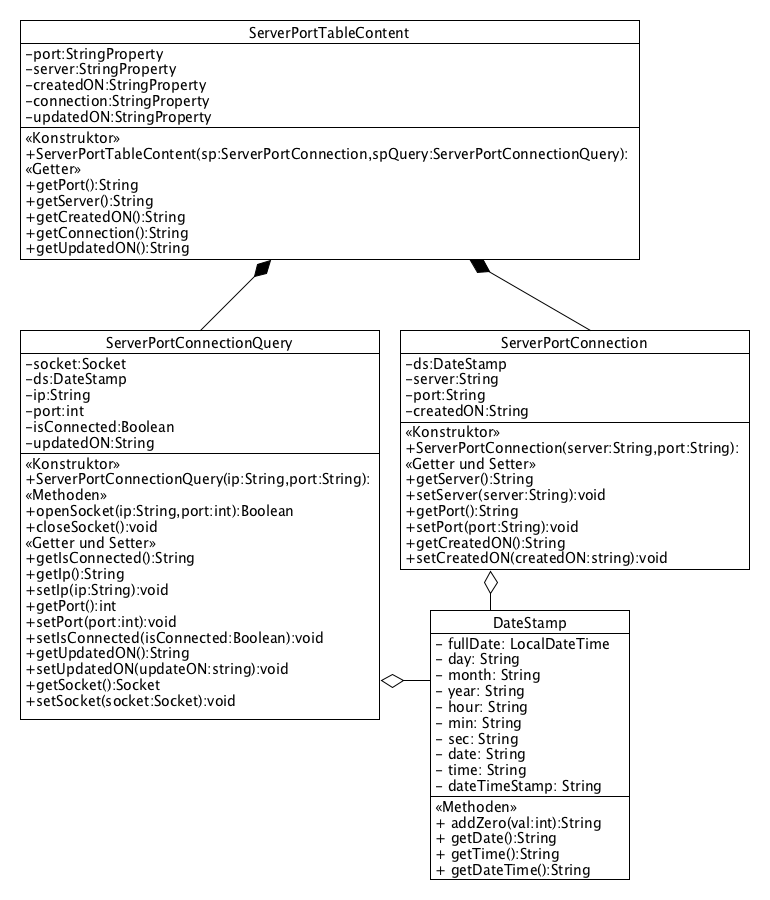 ServerPortTableContent
–port:StringProperty
–server:StringProperty
–createdON:StringProperty
–connection:StringProperty
–updatedON:StringProperty
«Konstruktor»
+ServerPortTableContent(sp:ServerPortConnection,spQuery:ServerPortConnectionQuery):
«Getter»
+getPort():String
+getServer():String
+getCreatedON():String
+getConnection():String
+getUpdatedON():String
ServerPortConnectionQuery
–socket:Socket
–ds:DateStamp
–ip:String
–port:int
–isConnected:Boolean
–updatedON:String
«Konstruktor»
+ServerPortConnectionQuery(ip:String,port:String):
«Methoden»
+openSocket(ip:String,port:int):Boolean
+closeSocket():void
«Getter und Setter»
+getIsConnected():String
+getIp():String
+setIp(ip:String):void
+getPort():int
+setPort(port:int):void
+setIsConnected(isConnected:Boolean):void
+getUpdatedON():String
+setUpdatedON(updateON:string):void
+getSocket():Socket
+setSocket(socket:Socket):void
ServerPortConnection
–ds:DateStamp
–server:String
–port:String
–createdON:String
«Konstruktor»
+ServerPortConnection(server:String,port:String):
«Getter und Setter»
+getServer():String
+setServer(server:String):void
+getPort():String
+setPort(port:String):void
+getCreatedON():String
+setCreatedON(createdON:string):void
DateStamp
– fullDate: LocalDateTime
– day: String
– month: String
– year: String
– hour: String
– min: String
– sec: String
– date: String
– time: String
– dateTimeStamp: String
«Methoden»
+ addZero(val:int):String
+ getDate():String
+ getTime():String
+ getDateTime():String